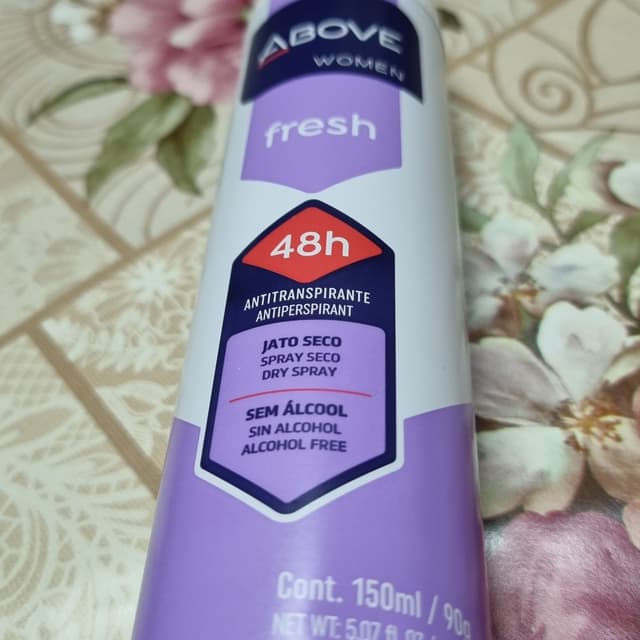 ABOVE
WOMEN
fresh
48h
ANTITRANSPIRANTE
ANTIPERSPIRANT
JATO SECO
SPRAY SECO
DRY SPRAY
SEM ÁLCOOL
SIN ALCOHOL
ALCOHOL FREE
Cont. 150ml / 90g
NET WT: 5.07 fl.